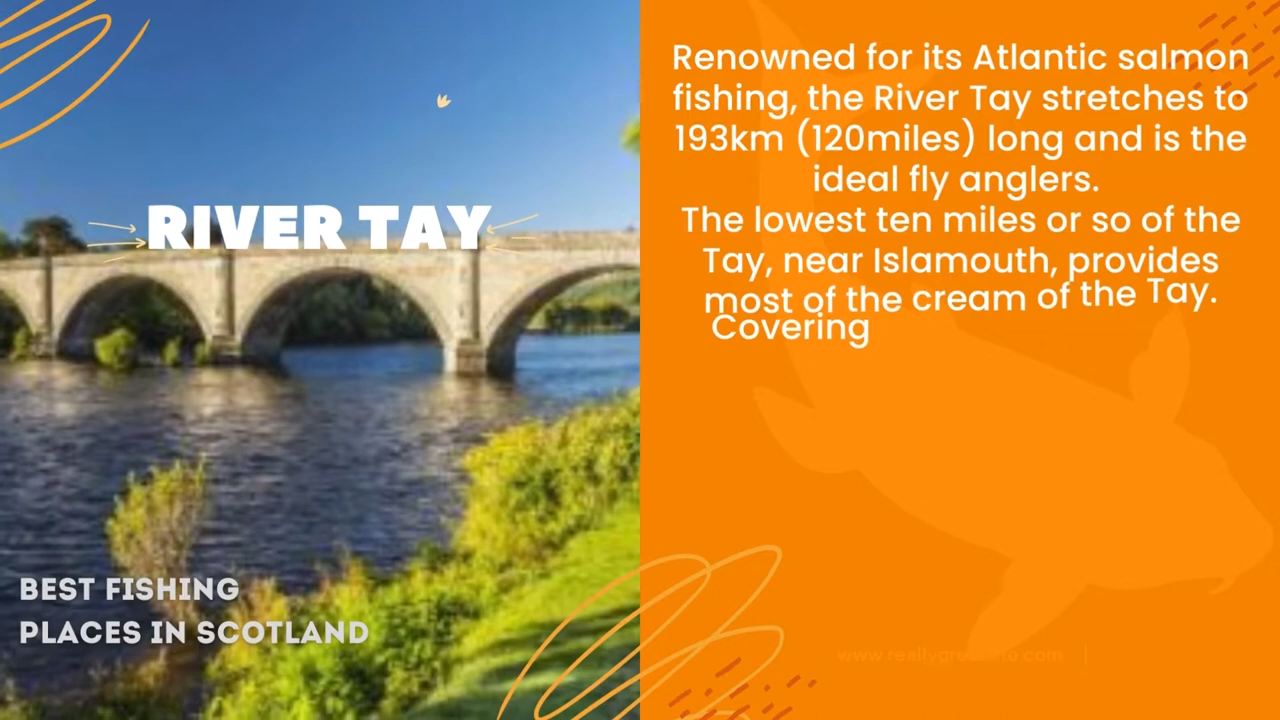 RIVER TAY
BEST FISHING
PLACES IN SCOTLAND
Renowned for its Atlantic salmon
fishing, the River Tay stretches to
193km (120miles) long and is the
ideal fly anglers.
The lowest ten miles or so of the
Tay, near Islamouth, provides
most of the cream of the Tay.
Covering